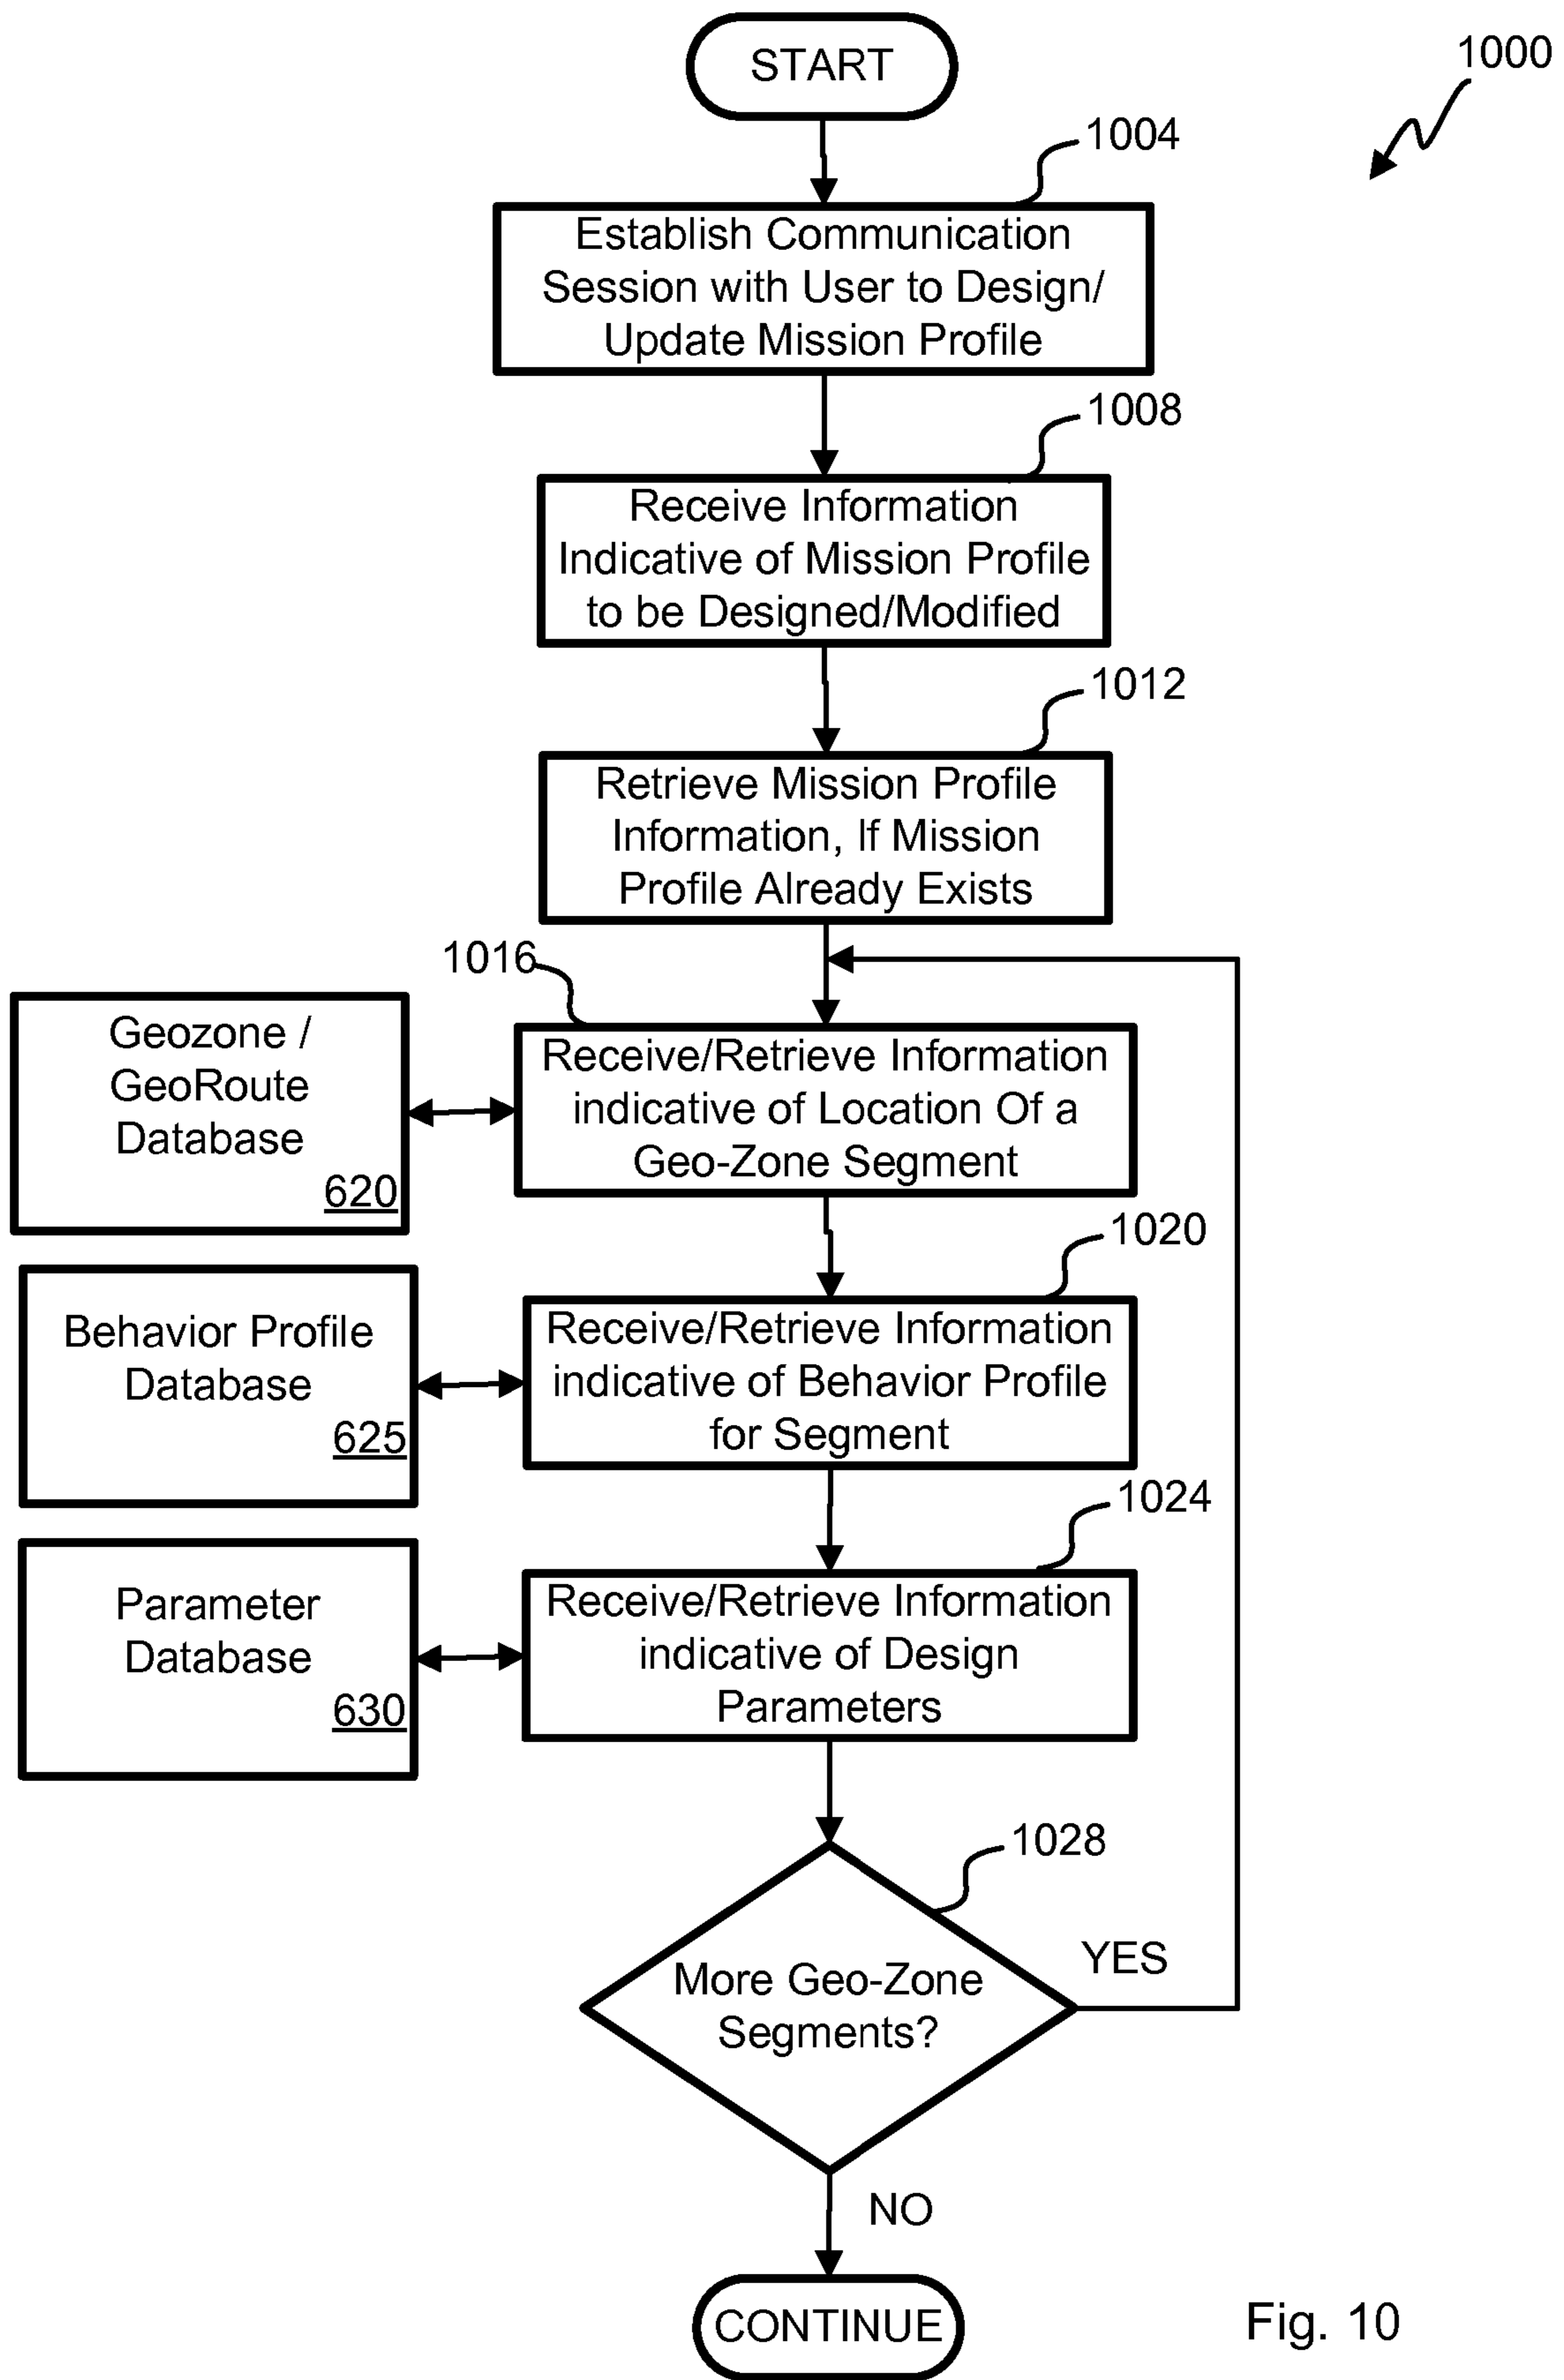 START
1000
1004
Establish Communication
Session with User to Design/
Update Mission Profile
1008
Receive Information
Indicative of Mission Profile
to be Designed/Modified
1012
Retrieve Mission Profile
Information, If Mission
Profile Already Exists
1016
Geozone /
GeoRoute
Database
620
Receive/Retrieve Information
indicative of Location Of a
Geo-Zone Segment
1020
Behavior Profile
Database
625
Receive/Retrieve Information
indicative of Behavior Profile
for Segment
1024
Parameter
Database
630
Receive/Retrieve Information
indicative of Design
Parameters
1028
More Geo-Zone
Segments?
YES
NO
CONTINUE
Fig. 10